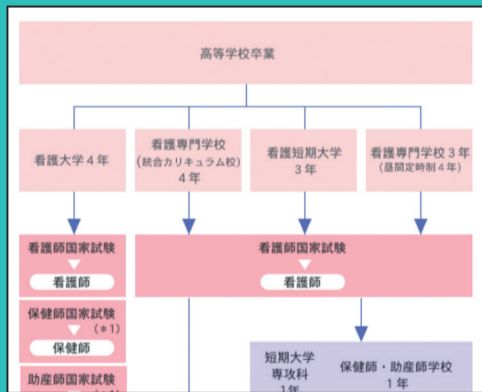 高等学校卒業
看護大学4年
看護専門学校
(統合カリキュラム校)
4年
看護短期大学
3年
看護専門学校3年
(昼間定時制4年)
看護師国家試験
看護師
保健師国家試験
(*1)
保健師
助産師国家試験
看護師国家試験
看護師
短期大学
専攻科
1年
保健師・助産師学校
1年